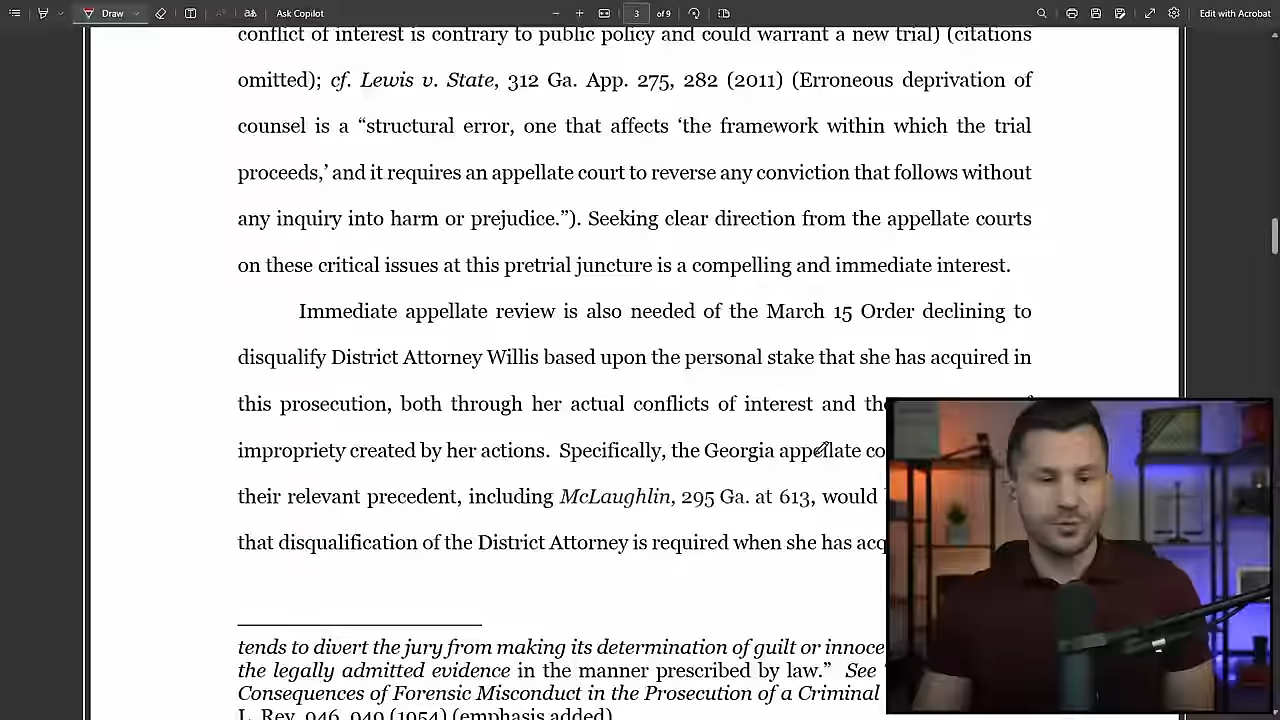 Draw
Ask Copilot
3 of 9
Edit with Acrobat
conflict of interest is contrary to public policy and could warrant a new trial) (citations
omitted); cf. Lewis v. State, 312 Ga. App. 275, 282 (2011) (Erroneous deprivation of
counsel is a “structural error, one that affects ‘the framework within which the trial
proceeds,’ and it requires an appellate court to reverse any conviction that follows without
any inquiry into harm or prejudice.”). Seeking clear direction from the appellate courts
on these critical issues at this pretrial juncture is a compelling and immediate interest.
Immediate appellate review is also needed of the March 15 Order declining to
disqualify District Attorney Willis based upon the personal stake that she has acquired in
this prosecution, both through her actual conflicts of interest and the
impropriety created by her actions. Specifically, the Georgia appellate co
their relevant precedent, including McLaughlin, 295 Ga. at 613, would
that disqualification of the District Attorney is required when she has acq
tends to divert the jury from making its determination of guilt or innoce
the legally admitted evidence in the manner prescribed by law.” See
Consequences of Forensic Misconduct in the Prosecution of a Criminal
L. Rev. 946, 949 (1954) (emphasis added).